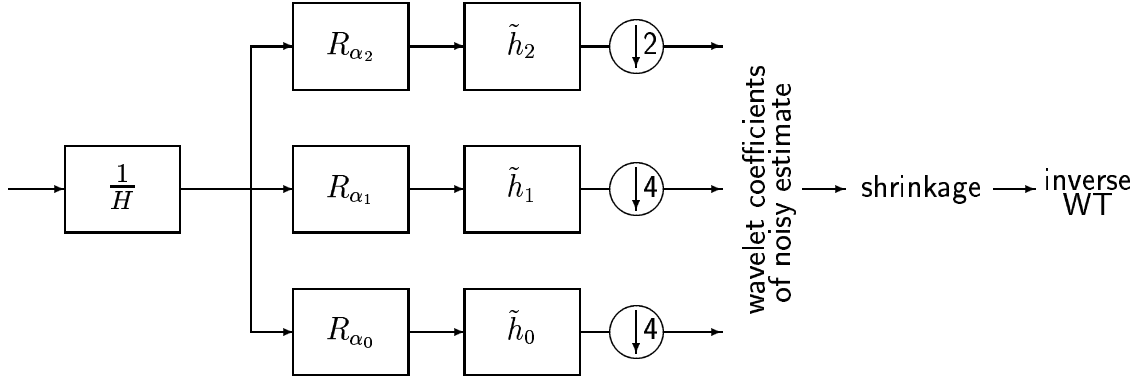 R_{α_2} h̃_2 ↓2
1/H R_{α_1} h̃_1 ↓4
R_{α_0} h̃_0 ↓4
wavelet coefficients
of noisy estimate
shrinkage
inverse
WT